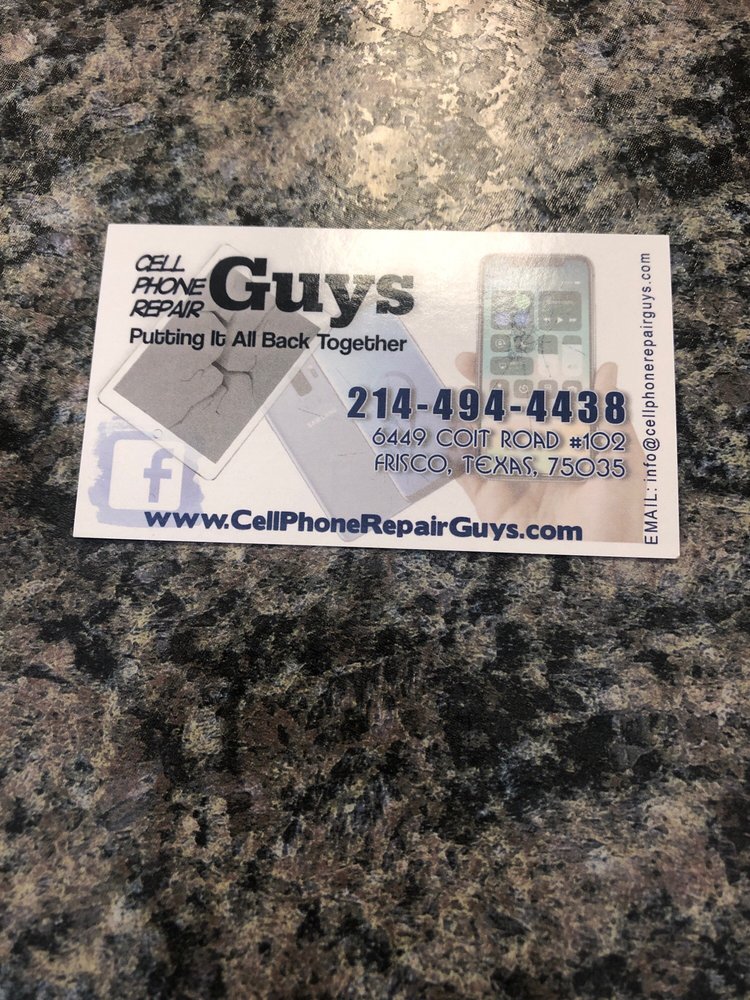 CELL
PHONE
REPAIR
Guys
Putting It All Back Together
214-494-4438
6449 COIT ROAD #102
FRISCO, TEXAS, 75035
f
www.CellPhoneRepairGuys.com
EMAIL: info@cellphonerepairguys.com